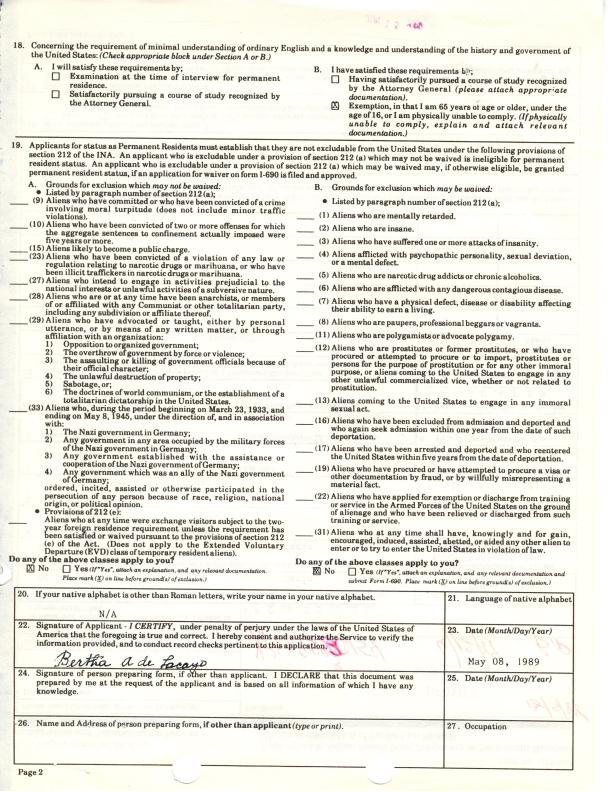 18. Concerning the requirement of minimal understanding of ordinary English and a knowledge and understanding of the history and government of
the United States: (Check appropriate block under Section A or B.)
A. I will satisfy these requirements by;
☐ Examination at the time of interview for permanent
residence.
☐ Satisfactorily pursuing a course of study recognized by
the Attorney General.
B. I have satisfied these requirements by;
☐ Having satisfactorily pursued a course of study recognized
by the Attorney General (please attach appropriate
documentation).
☒ Exemption, in that I am 65 years of age or older, under the
age of 16, or I am physically unable to comply. (If physically
unable to comply, explain and attach relevant
documentation.)
19. Applicants for status as Permanent Residents must establish that they are not excludable from the United States under the following provisions of
section 212 of the INA. An applicant who is excludable under a provision of section 212 (a) which may not be waived is ineligible for permanent
resident status. An applicant who is excludable under a provision of section 212 (a) which may be waived may, if otherwise eligible, be granted
permanent resident status, if an application for waiver on form I-690 is filed and approved.
A. Grounds for exclusion which may not be waived:
● Listed by paragraph number of section 212 (a);
(9) Aliens who have committed or who have been convicted of a crime
involving moral turpitude (does not include minor traffic
violations).
(10) Aliens who have been convicted of two or more offenses for which
the aggregate sentences to confinement actually imposed were
five years or more.
(15) Aliens likely to become a public charge.
(23) Aliens who have been convicted of a violation of any law or
regulation relating to narcotic drugs or marihuana, or who have
been illicit traffickers in narcotic drugs or marihuana.
(27) Aliens who intend to engage in activities prejudicial to the
national interests or unlawful activities of a subversive nature.
(28) Aliens who are or at any time have been anarchists, or members
of or affiliated with any Communist or other totalitarian party,
including any subdivision or affiliate thereof.
(29) Aliens who have advocated or taught, either by personal
utterance, or by means of any written matter, or through
affiliation with an organization:
1) Opposition to organized government;
2) The overthrow of government by force or violence;
3) The assaulting or killing of government officials because of
their official character;
4) The unlawful destruction of property;
5) Sabotage, or;
6) The doctrines of world communism, or the establishment of a
totalitarian dictatorship in the United States.
(33) Aliens who, during the period beginning on March 23, 1933, and
ending on May 8, 1945, under the direction of, and in association
with:
1) The Nazi government in Germany;
2) Any government in any area occupied by the military forces
of the Nazi government in Germany;
3) Any government established with the assistance or
cooperation of the Nazi government of Germany;
4) Any government which was an ally of the Nazi government
of Germany;
ordered, incited, assisted or otherwise participated in the
persecution of any person because of race, religion, national
origin, or political opinion.
● Provisions of 212 (e):
Aliens who at any time were exchange visitors subject to the two-
year foreign residence requirement unless the requirement has
been satisfied or waived pursuant to the provisions of section 212
(e) of the Act. (Does not apply to the Extended Voluntary
Departure (EVD) class of temporary resident aliens).
Do any of the above classes apply to you?
☒ No ☐ Yes (If "Yes", attach an explanation, and any relevant documentation.
Place mark (X) on line before ground(s) of exclusion.)
B. Grounds for exclusion which may be waived:
● Listed by paragraph number of section 212 (a);
(1) Aliens who are mentally retarded.
(2) Aliens who are insane.
(3) Aliens who have suffered one or more attacks of insanity.
(4) Aliens afflicted with psychopathic personality, sexual deviation,
or a mental defect.
(5) Aliens who are narcotic drug addicts or chronic alcoholics.
(6) Aliens who are afflicted with any dangerous contagious disease.
(7) Aliens who have a physical defect, disease or disability affecting
their ability to earn a living.
(8) Aliens who are paupers, professional beggars or vagrants.
(11) Aliens who are polygamists or advocate polygamy.
(12) Aliens who are prostitutes or former prostitutes, or who have
procured or attempted to procure or to import, prostitutes or
persons for the purpose of prostitution or for any other immoral
purpose, or aliens coming to the United States to engage in any
other unlawful commercialized vice, whether or not related to
prostitution.
(13) Aliens coming to the United States to engage in any immoral
sexual act.
(16) Aliens who have been excluded from admission and deported and
who again seek admission within one year from the date of such
deportation.
(17) Aliens who have been arrested and deported and who reentered
the United States within five years from the date of deportation.
(19) Aliens who have procured or have attempted to procure a visa or
other documentation by fraud, or by willfully misrepresenting a
material fact.
(22) Aliens who have applied for exemption or discharge from training
or service in the Armed Forces of the United States on the ground
of alienage and who have been relieved or discharged from such
training or service.
(31) Aliens who at any time shall have, knowingly and for gain,
encouraged, induced, assisted, abetted, or aided any other alien to
enter or to try to enter the United States in violation of law.
Do any of the above classes apply to you?
☒ No ☐ Yes (If "Yes", attach an explanation, and any relevant documentation and
submit Form I-690. Place mark (X) on line before ground(s) of exclusion.)
20. If your native alphabet is other than Roman letters, write your name in your native alphabet.
N/A
21. Language of native alphabet
22. Signature of Applicant - I CERTIFY, under penalty of perjury under the laws of the United States of
America that the foregoing is true and correct. I hereby consent and authorize the Service to verify the
information provided, and to conduct record checks pertinent to this application.
Bertha A de Lacayo
23. Date (Month/Day/Year)
May 08, 1989
24. Signature of person preparing form, if other than applicant. I DECLARE that this document was
prepared by me at the request of the applicant and is based on all information of which I have any
knowledge.
25. Date (Month/Day/Year)
26. Name and Address of person preparing form, if other than applicant (type or print).
27. Occupation
Page 2